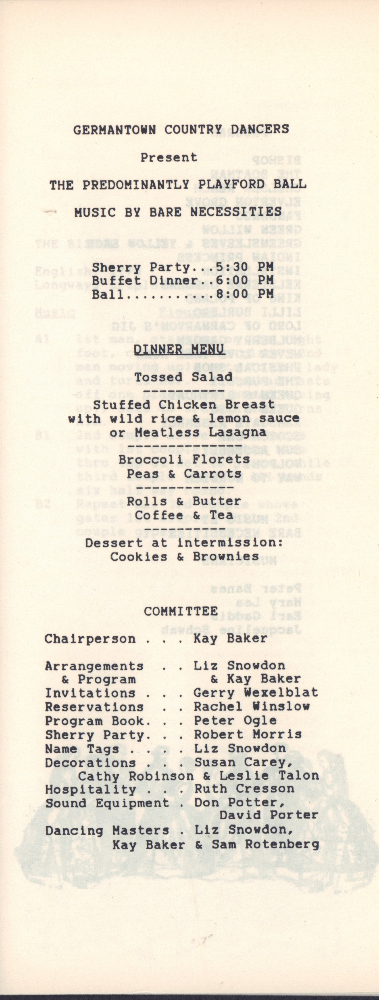 GERMANTOWN COUNTRY DANCERS
Present
THE PREDOMINANTLY PLAYFORD BALL
MUSIC BY BARE NECESSITIES
Sherry Party...5:30 PM
Buffet Dinner..6:00 PM
Ball...........8:00 PM
DINNER MENU
Tossed Salad
----------
Stuffed Chicken Breast
with wild rice & lemon sauce
or Meatless Lasagna
--------------
Broccoli Florets
Peas & Carrots
------------
Rolls & Butter
Coffee & Tea
----------
Dessert at intermission:
Cookies & Brownies
COMMITTEE
Chairperson . . . Kay Baker
Arrangements . . Liz Snowdon
& Program & Kay Baker
Invitations . . . Gerry Wexelblat
Reservations . . Rachel Winslow
Program Book. . . Peter Ogle
Sherry Party. . . Robert Morris
Name Tags . . . . Liz Snowdon
Decorations . . . Susan Carey,
Cathy Robinson & Leslie Talon
Hospitality . . . Ruth Cresson
Sound Equipment . Don Potter,
David Porter
Dancing Masters . Liz Snowdon,
Kay Baker & Sam Rotenberg